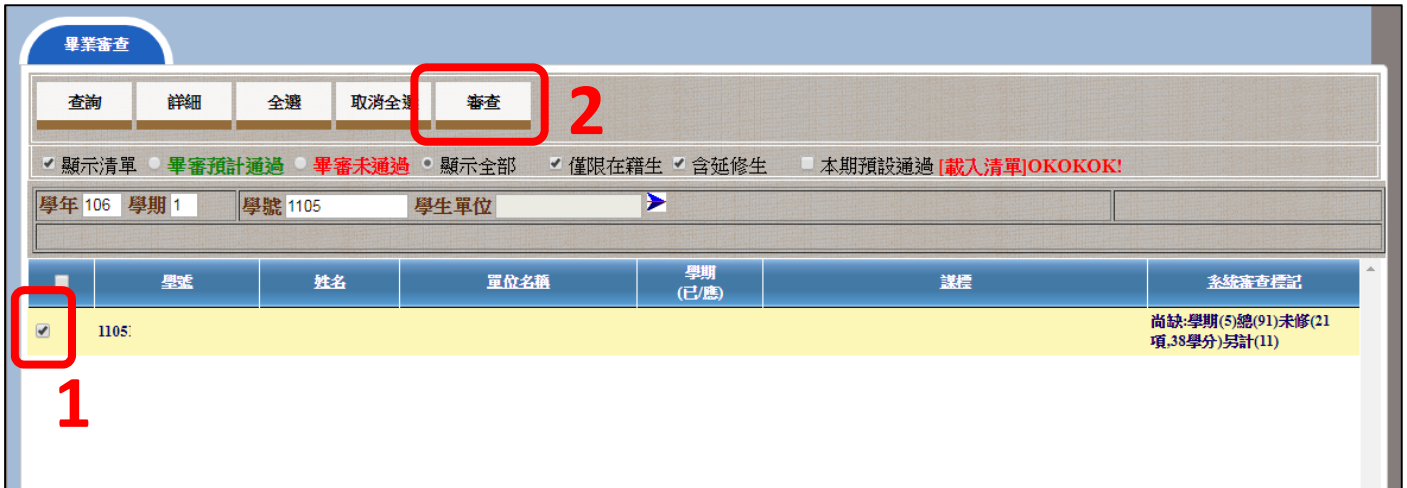 畢業審查
查詢 詳細 全選 取消全選 審查 2
顯示清單 畢審預計通過 畢審未通過 顯示全部 僅限在籍生 含延修生 本期預設通過 [載入清單]OKOKOK!
學年 106 學期 1 學號 1105 學生單位
學號 姓名 單位名稱 學期 課標 系統審查標記
(已/應)
1105 尚缺:學期(5)總(91)未修(21
項,38學分)另計(11)
1